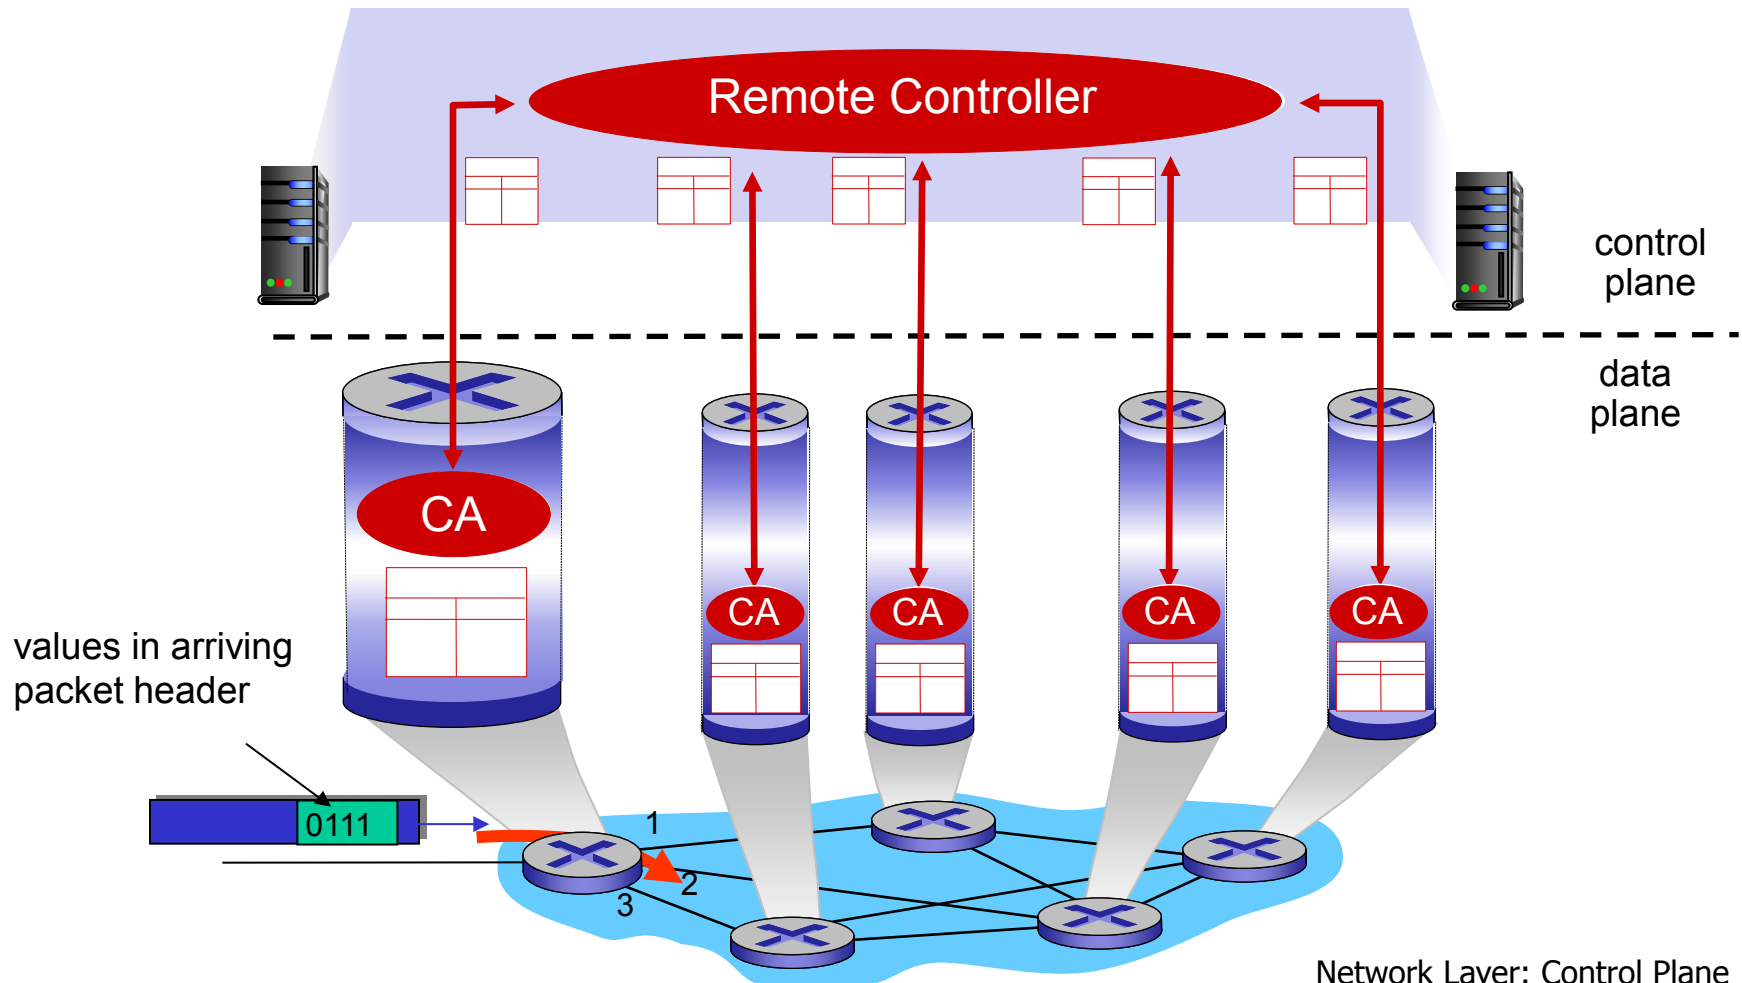 Remote Controller
control
plane
data
plane
CA
CA
CA
CA
CA
values in arriving
packet header
0111
1
2
3
Network Layer: Control Plane